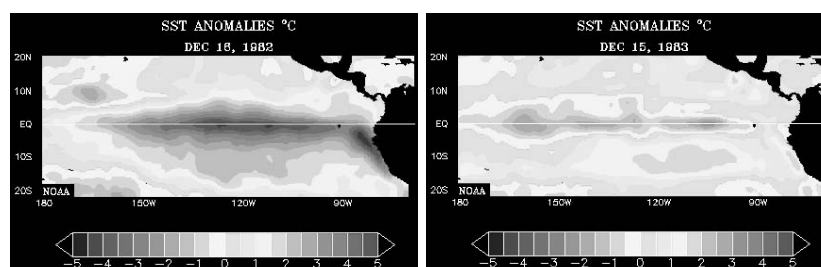 SST ANOMALIES °C
DEC 16, 1982
20N
10N
EQ
10S
20S
NOAA
180 150W 120W 90W
-5 -4 -3 -2 -1 0 1 2 3 4 5
SST ANOMALIES °C
DEC 15, 1983
20N
10N
EQ
10S
20S
NOAA
180 150W 120W 90W
-5 -4 -3 -2 -1 0 1 2 3 4 5